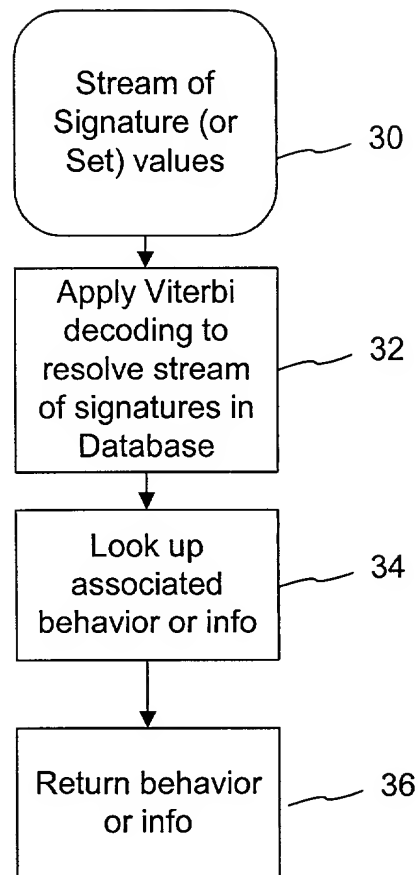 Stream of
Signature (or
Set) values
30
Apply Viterbi
decoding to
resolve stream
of signatures in
Database
32
Look up
associated
behavior or info
34
Return behavior
or info
36